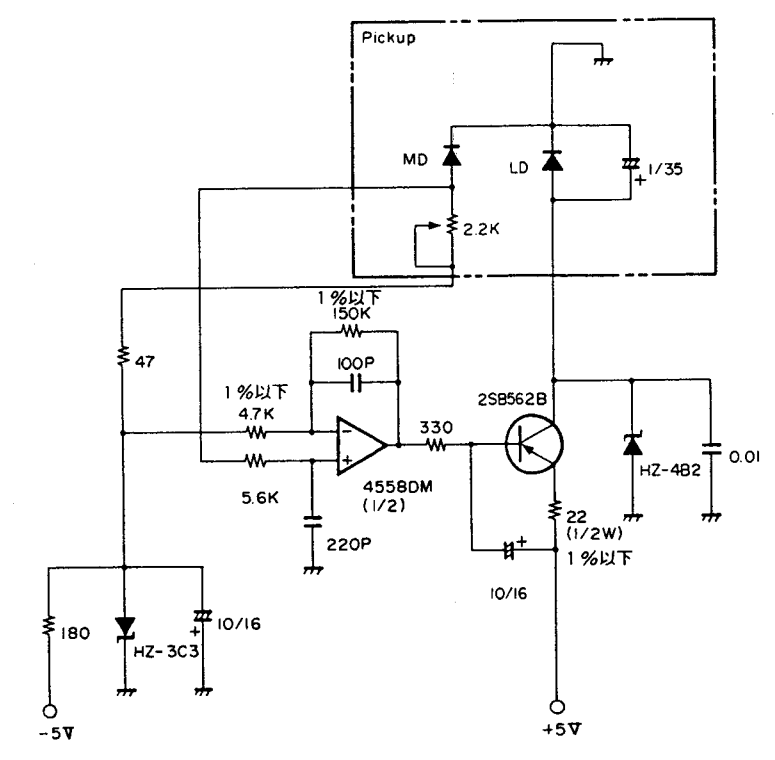 Pickup
MD
LD
1/35
+
2.2K
1%以下
150K
47
100P
1%以下
4.7K
330
2SB562B
−
+
5.6K
4558DM
(1/2)
HZ-4B2
0.01
22
(1/2W)
1%以下
220P
+
10/16
180
HZ-3C3
+
10/16
-5V
+5V